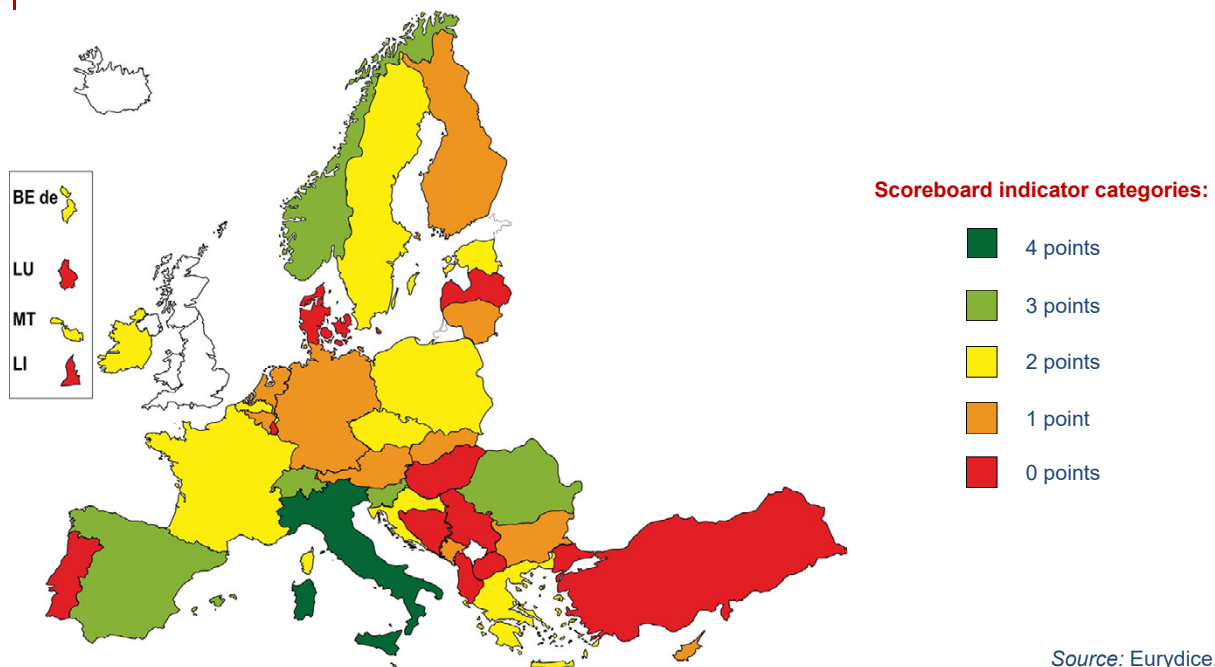 BE de
LU
MT
LI
Scoreboard indicator categories:
4 points
3 points
2 points
1 point
0 points
Source: Eurydice.